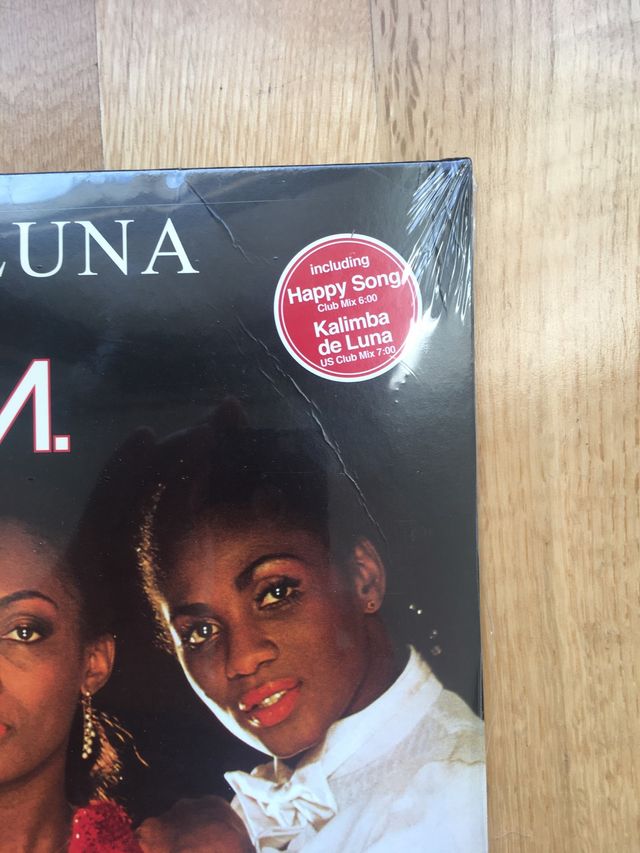 LUNA
M.
including
Happy Song
Club Mix 6:00
Kalimba
de Luna
US Club Mix 7:00